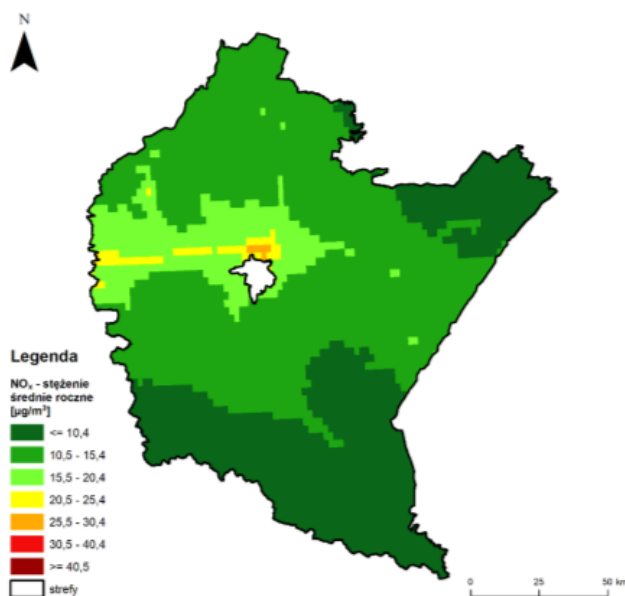 N
Legenda
NOₓ - stężenie
średnie roczne
[µg/m³]
<= 10,4
10,5 - 15,4
15,5 - 20,4
20,5 - 25,4
25,5 - 30,4
30,5 - 40,4
>= 40,5
strefy
0 25 50 km